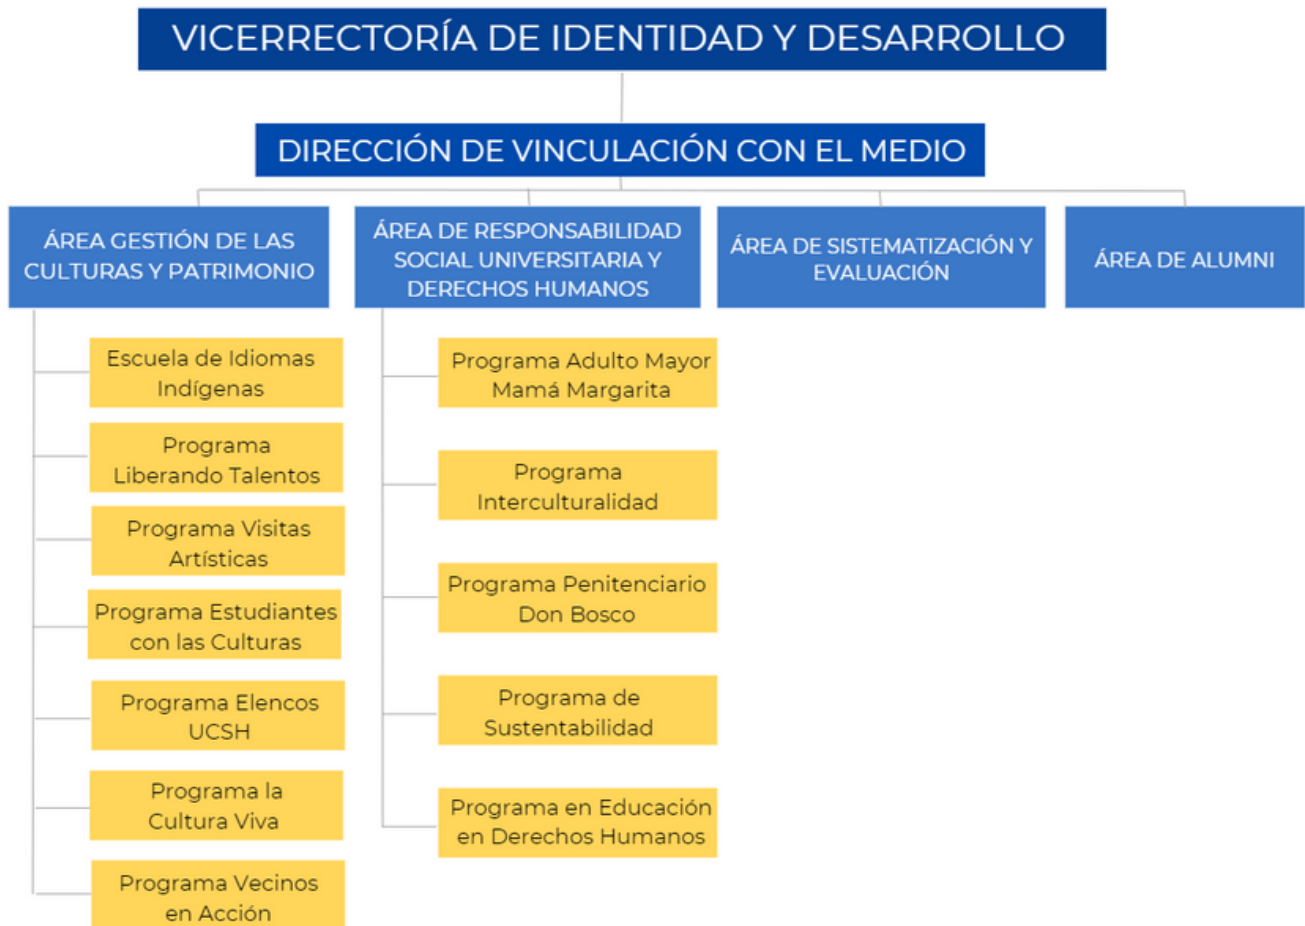 VICERRECTORÍA DE IDENTIDAD Y DESARROLLO
DIRECCIÓN DE VINCULACIÓN CON EL MEDIO
ÁREA GESTIÓN DE LAS
CULTURAS Y PATRIMONIO
Escuela de Idiomas
Indígenas
Programa
Liberando Talentos
Programa Visitas
Artísticas
Programa Estudiantes
con las Culturas
Programa Elencos
UCSH
Programa la
Cultura Viva
Programa Vecinos
en Acción
ÁREA DE RESPONSABILIDAD
SOCIAL UNIVERSITARIA Y
DERECHOS HUMANOS
Programa Adulto Mayor
Mamá Margarita
Programa
Interculturalidad
Programa Penitenciario
Don Bosco
Programa de
Sustentabilidad
Programa en Educación
en Derechos Humanos
ÁREA DE SISTEMATIZACIÓN Y
EVALUACIÓN
ÁREA DE ALUMNI